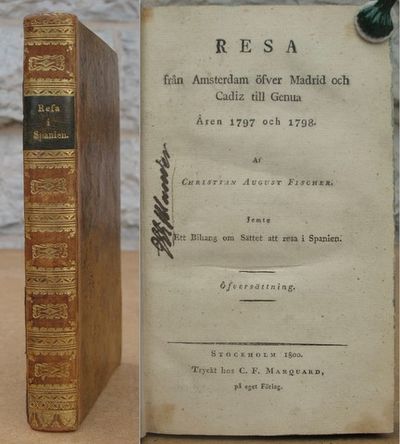 Resa
i
Spanien.
RESA
från Amsterdam öfver Madrid och
Cadiz till Genua
Åren 1797 och 1798.
Af
CHRISTIAN AUGUST FISCHER.
Jemte
Ett Bihang om Sättet att resa i Spanien.
Öfversättning.
STOCKHOLM 1800.
Tryckt hos C. F. MARQUARD,
på eget Förlag.